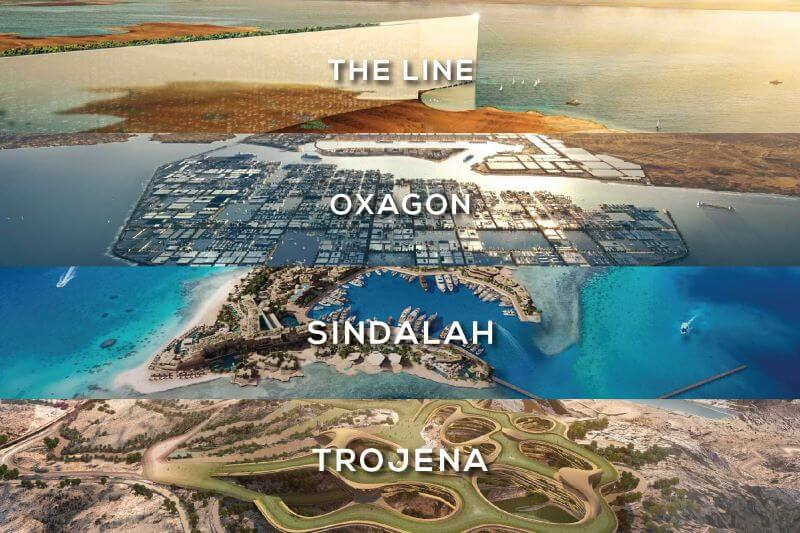 THE LINE
OXAGON
SINDALAH
TROJENA